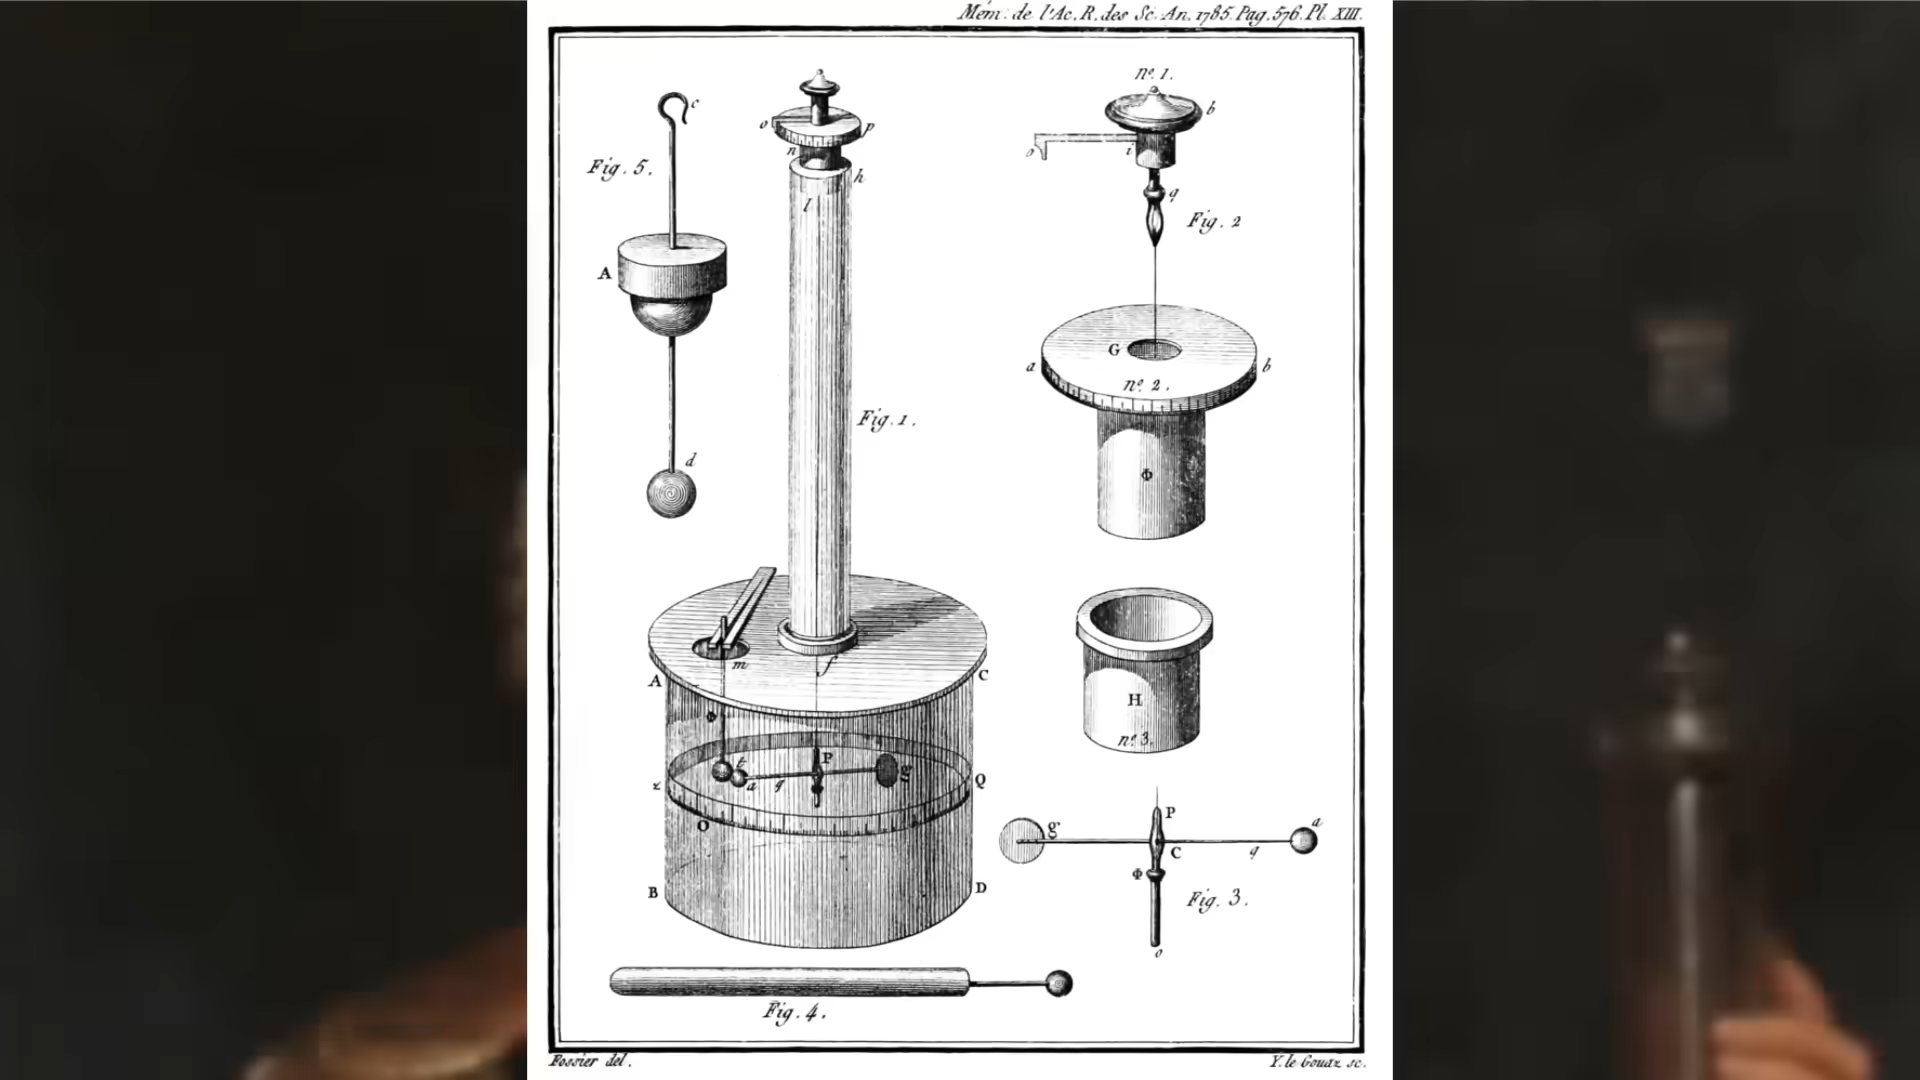 Mém. de l'Ac. R. des Sc. An. 1785. Pag. 576. Pl. XIII.
nº. 1.
c
b
o
p
Fig. 5.
n
o
i
h
q
l
Fig. 2
A
G
a
b
nº. 2.
Fig. 1.
d
Φ
m
f
A
C
H
Φ
nº. 3.
P
t
g
z
a
q
Q
P
O
g
a
C
q
B
D
Φ
Fig. 3.
o
Fig. 4.
Fossier del.
Y. le Gouaz sc.